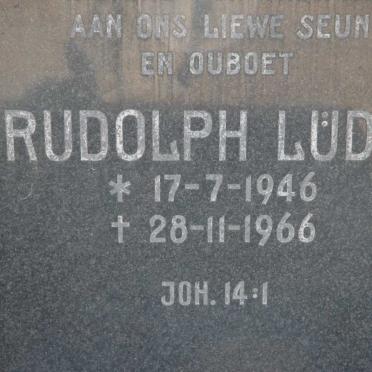 AAN ONS LIEWE SEUN
EN OUBOET
RUDOLPH LÜD
* 17-7-1946
† 28-11-1966
JOH. 14:1